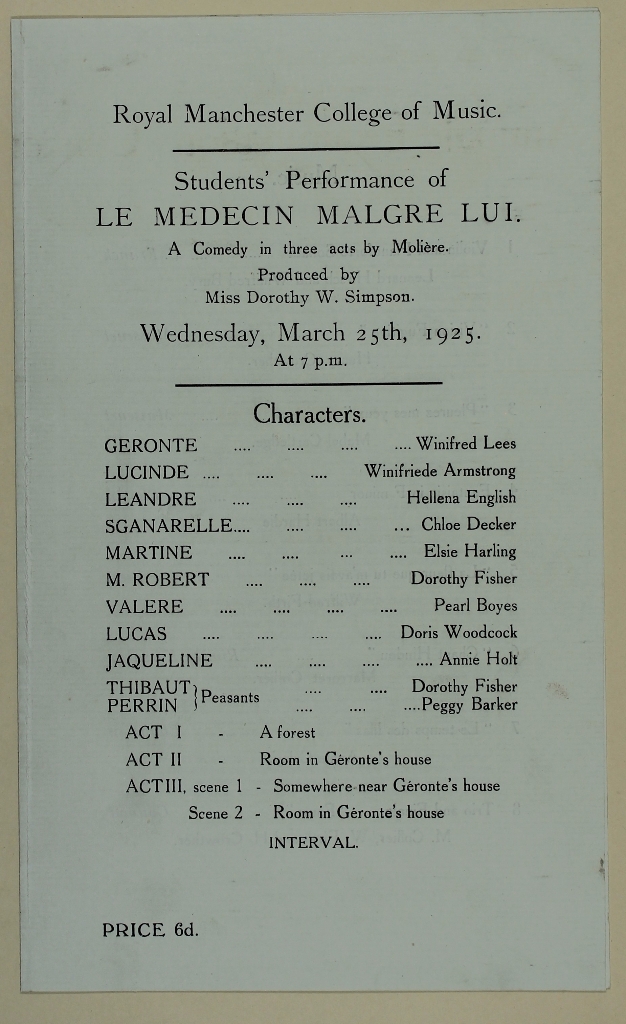 Royal Manchester College of Music.
Students' Performance of
LE MEDECIN MALGRE LUI.
A Comedy in three acts by Molière.
Produced by
Miss Dorothy W. Simpson.
Wednesday, March 25th, 1925.
At 7 p.m.
Characters.
GERONTE .... .... .... .... Winifred Lees
LUCINDE .... .... .... Winifriede Armstrong
LEANDRE .... .... .... Hellena English
SGANARELLE.... .... .... ... Chloe Decker
MARTINE .... .... ... .... Elsie Harling
M. ROBERT .... .... .... Dorothy Fisher
VALERE .... .... .... .... Pearl Boyes
LUCAS .... .... .... .... Doris Woodcock
JAQUELINE .... .... .... .... Annie Holt
THIBAUT } Peasants .... .... Dorothy Fisher
PERRIN } .... .... ....Peggy Barker
ACT I - A forest
ACT II - Room in Géronte's house
ACT III, scene 1 - Somewhere near Géronte's house
Scene 2 - Room in Géronte's house
INTERVAL.
PRICE 6d.